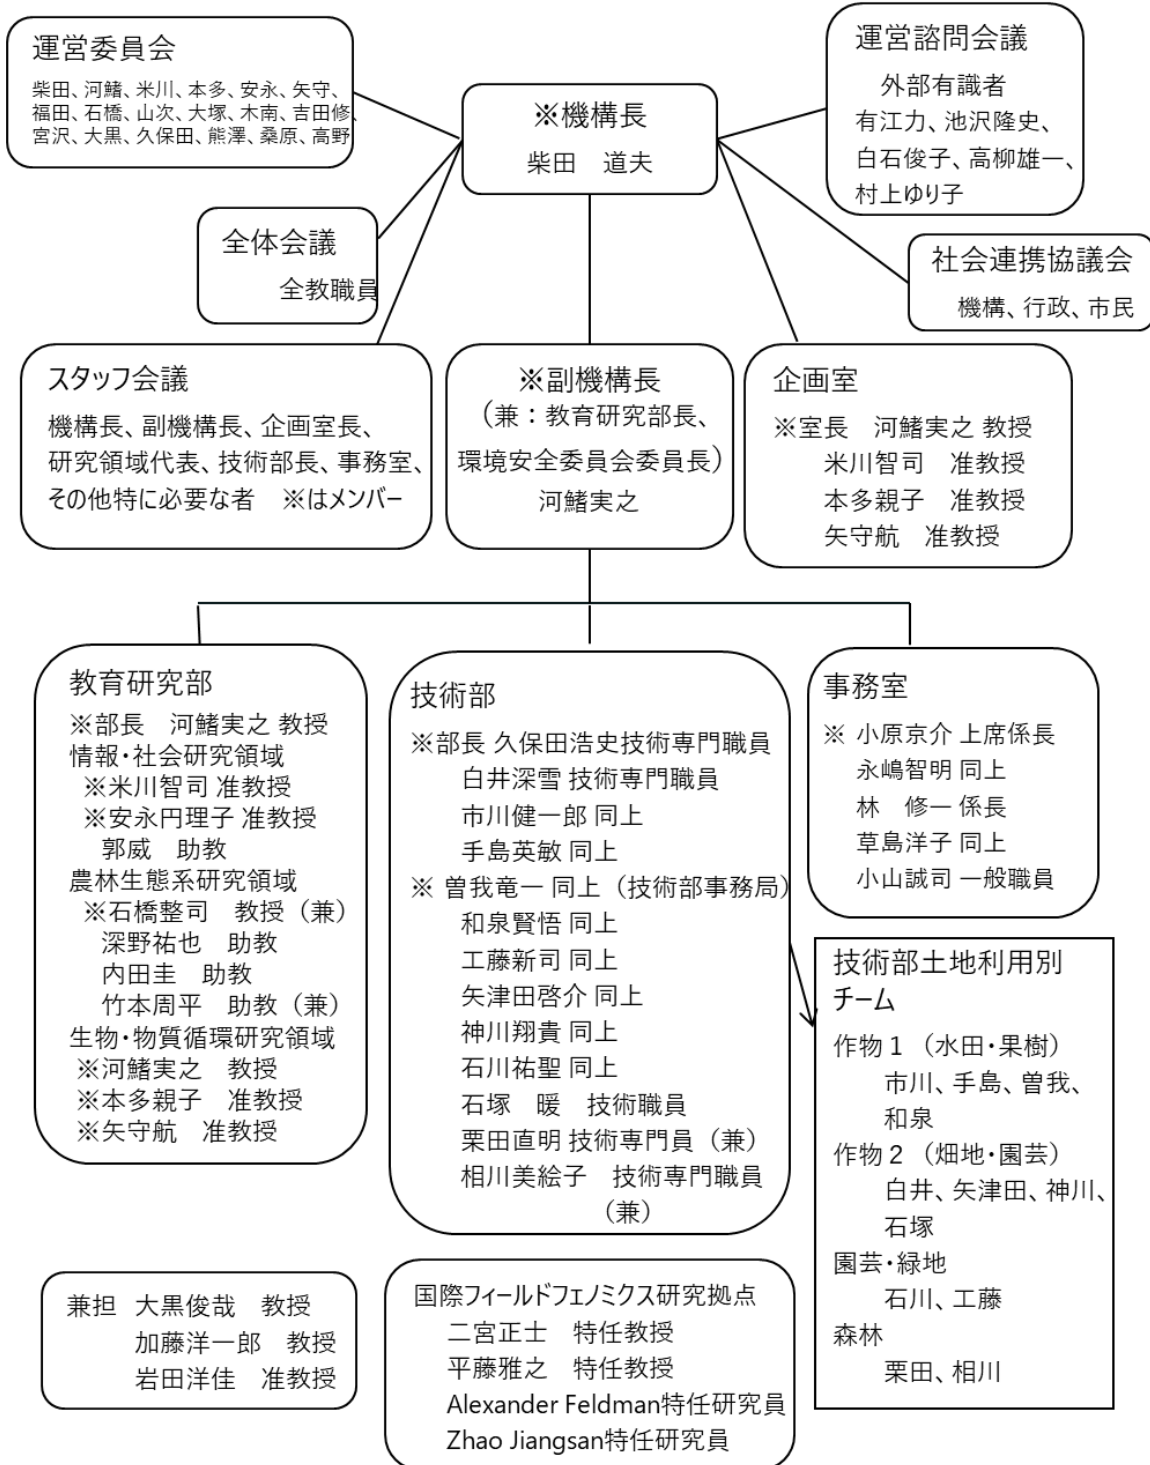 運営委員会
柴田、河鰭、米川、本多、安永、矢守、
福田、石橋、山次、大塚、木南、吉田修、
宮沢、大黒、久保田、熊澤、桑原、高野
※機構長
柴田　道夫
運営諮問会議
外部有識者
有江力、池沢隆史、
白石俊子、高柳雄一、
村上ゆり子
全体会議
全教職員
社会連携協議会
機構、行政、市民
スタッフ会議
機構長、副機構長、企画室長、
研究領域代表、技術部長、事務室、
その他特に必要な者　※はメンバー
※副機構長
（兼：教育研究部長、
環境安全委員会委員長）
河鰭実之
企画室
※室長　河鰭実之 教授
米川智司　准教授
本多親子　准教授
矢守航　准教授
教育研究部
※部長　河鰭実之 教授
情報・社会研究領域
※米川智司 准教授
※安永円理子 准教授
郭威　助教
農林生態系研究領域
※石橋整司　教授（兼）
深野祐也　助教
内田圭　助教
竹本周平　助教（兼）
生物・物質循環研究領域
※河鰭実之　教授
※本多親子　准教授
※矢守航　准教授
技術部
※部長 久保田浩史技術専門職員
白井深雪 技術専門職員
市川健一郎 同上
手島英敏 同上
※ 曽我竜一 同上（技術部事務局）
和泉賢悟 同上
工藤新司 同上
矢津田啓介 同上
神川翔貴 同上
石川祐聖 同上
石塚　暖　技術職員
栗田直明 技術専門員（兼）
相川美絵子　技術専門職員
（兼）
事務室
※ 小原京介 上席係長
永嶋智明 同上
林　修一 係長
草島洋子 同上
小山誠司 一般職員
技術部土地利用別
チーム
作物１（水田・果樹）
市川、手島、曽我、
和泉
作物２（畑地・園芸）
白井、矢津田、神川、
石塚
園芸・緑地
石川、工藤
森林
栗田、相川
兼担　大黒俊哉　教授
加藤洋一郎　教授
岩田洋佳　准教授
国際フィールドフェノミクス研究拠点
二宮正士　特任教授
平藤雅之　特任教授
Alexander Feldman特任研究員
Zhao Jiangsan特任研究員